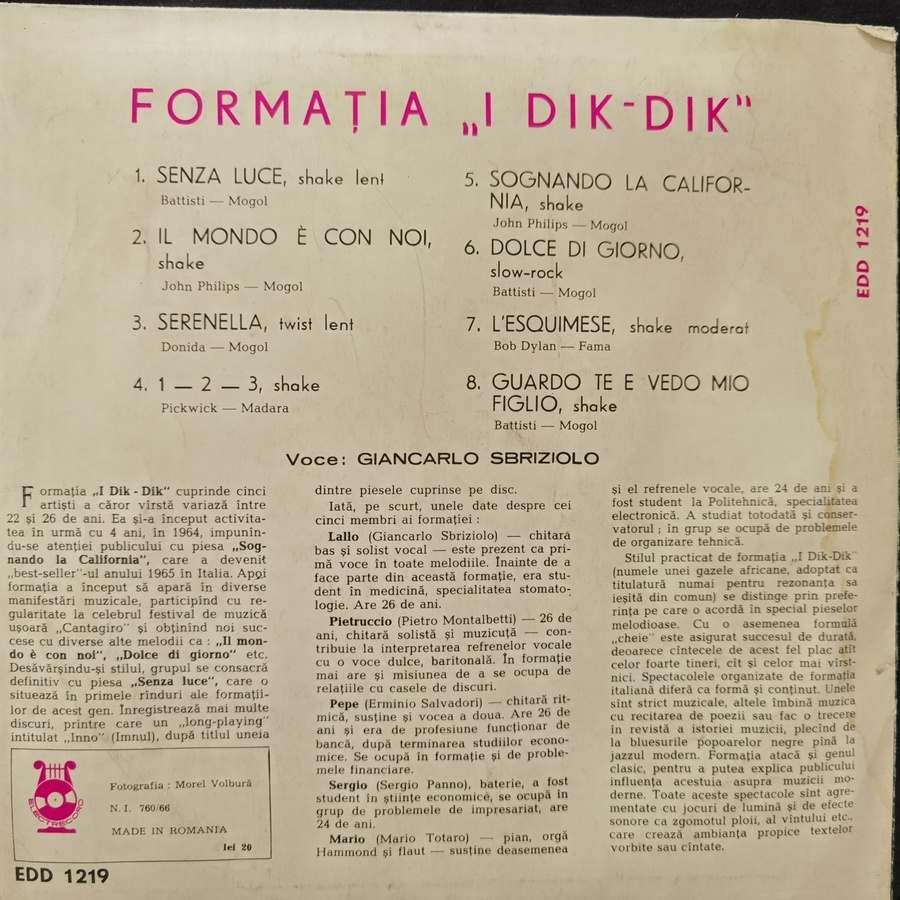 FORMAȚIA „I DIK-DIK"
1. SENZA LUCE, shake lent
Battisti — Mogol
2. IL MONDO È CON NOI,
shake
John Philips — Mogol
3. SERENELLA, twist lent
Donida — Mogol
4. 1 — 2 — 3, shake
Pickwick — Madara
5. SOGNANDO LA CALIFOR-
NIA, shake
John Philips — Mogol
6. DOLCE DI GIORNO,
slow-rock
Battisti — Mogol
7. L'ESQUIMESE, shake moderat
Bob Dylan — Fama
8. GUARDO TE E VEDO MIO
FIGLIO, shake
Battisti — Mogol
EDD 1219
Voce: GIANCARLO SBRIZIOLO
Formația „I Dik - Dik" cuprinde cinci
artiști a căror vîrstă variază între
22 și 26 de ani. Ea și-a început activita-
tea în urmă cu 4 ani, în 1964, impunîn-
du-se atenției publicului cu piesa „Sog-
nando la California", care a devenit
„best-seller"-ul anului 1965 în Italia. Apoi
formația a început să apară în diverse
manifestări muzicale, participînd cu re-
gularitate la celebrul festival de muzică
ușoară „Cantagiro" și obținînd noi suc-
cese cu diverse alte melodii ca : „Il mon-
do è con noi", „Dolce di giorno" etc.
Desăvârșindu-și stilul, grupul se consacră
definitiv cu piesa „Senza luce", care o
situează în primele rînduri ale formații-
lor de acest gen. Înregistrează mai multe
discuri, printre care un „long-playing"
intitulat „Inno" (Imnul), după titlul uneia
dintre piesele cuprinse pe disc.
Iată, pe scurt, unele date despre cei
cinci membri ai formației :
Lallo (Giancarlo Sbriziolo) — chitară
bas și solist vocal — este prezent ca pri-
mă voce în toate melodiile. Înainte de a
face parte din această formație, era stu-
dent în medicină, specialitatea stomato-
logie. Are 26 de ani.
Pietruccio (Pietro Montalbetti) — 26 de
ani, chitară solistă și muzicuță — con-
tribuie la interpretarea refrenelor vocale
cu o voce dulce, baritonală. În formație
mai are și misiunea de a se ocupa de
relațiile cu casele de discuri.
Pepe (Erminio Salvadori) — chitară rit-
mică, susține și vocea a doua. Are 26 de
ani și era de profesiune funcționar de
bancă, după terminarea studiilor econo-
mice. Se ocupă în formație și de proble-
mele financiare.
Sergio (Sergio Panno), baterie, a fost
student în științe economice, se ocupă în
grup de problemele de impresariat, are
24 de ani.
Mario (Mario Totaro) — pian, orgă
Hammond și flaut — susține deasemenea
și el refrenele vocale, are 24 de ani și a
fost student la Politehnică, specialitatea
electronică. A studiat totodată și conser-
vatorul ; în grup se ocupă de problemele
de organizare tehnică.
Stilul practicat de formația „I Dik-Dik"
(numele unei gazele africane, adoptat ca
titulatură numai pentru rezonanța sa
ieșită din comun) se distinge prin prefe-
rința pe care o acordă în special pieselor
melodioase. Cu o asemenea formulă
„cheie" este asigurat succesul de durată,
deoarece cîntecele de acest fel plac atît
celor foarte tineri, cît și celor mai vîrst-
nici. Spectacolele organizate de formația
italiană diferă ca formă și conținut. Unele
sînt strict muzicale, altele îmbină muzica
cu recitarea de poezii sau fac o trecere
în revistă a istoriei muzicii, plecînd de
la bluesurile popoarelor negre pînă la
jazzul modern. Formația atacă și genul
clasic, pentru a putea explica publicului
influența acestuia asupra muzicii mo-
derne. Toate aceste spectacole sînt agre-
mentate cu jocuri de lumină și de efecte
sonore ca zgomotul ploii, al vîntului etc.,
care crează ambianța propice textelor
vorbite sau cîntate.
ELECTRECORD
Fotografia : Morel Volbură
N. I. 760/66
MADE IN ROMANIA
lei 20
EDD 1219